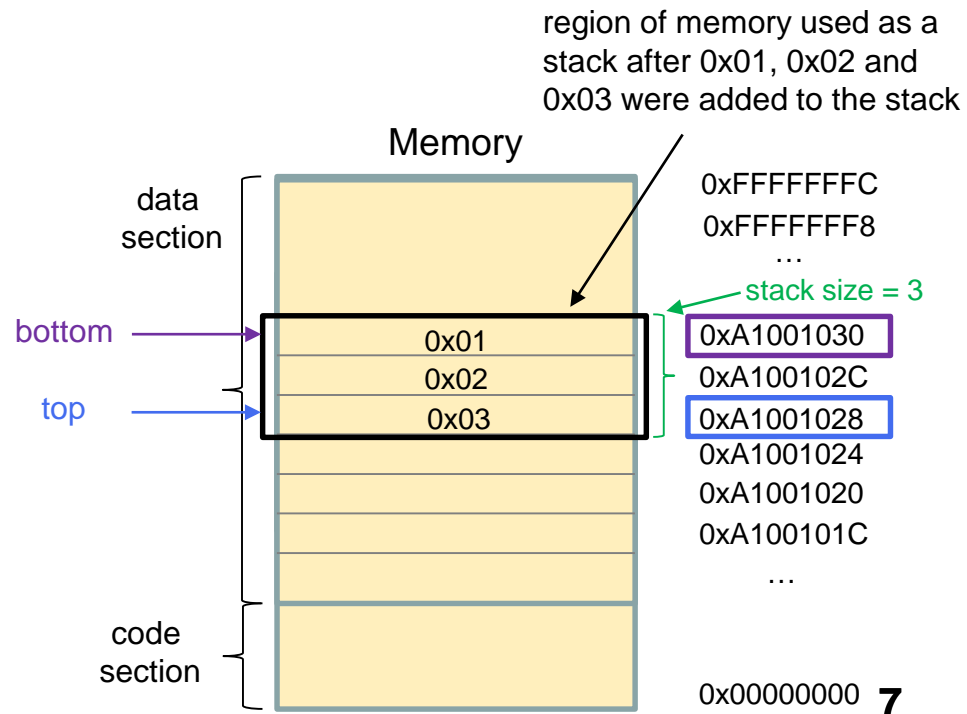 region of memory used as a
stack after 0x01, 0x02 and
0x03 were added to the stack
Memory
data
section
bottom
top
code
section
0x01
0x02
0x03
0xFFFFFFFC
0xFFFFFFF8
…
stack size = 3
0xA1001030
0xA100102C
0xA1001028
0xA1001024
0xA1001020
0xA100101C
…
0x00000000
7